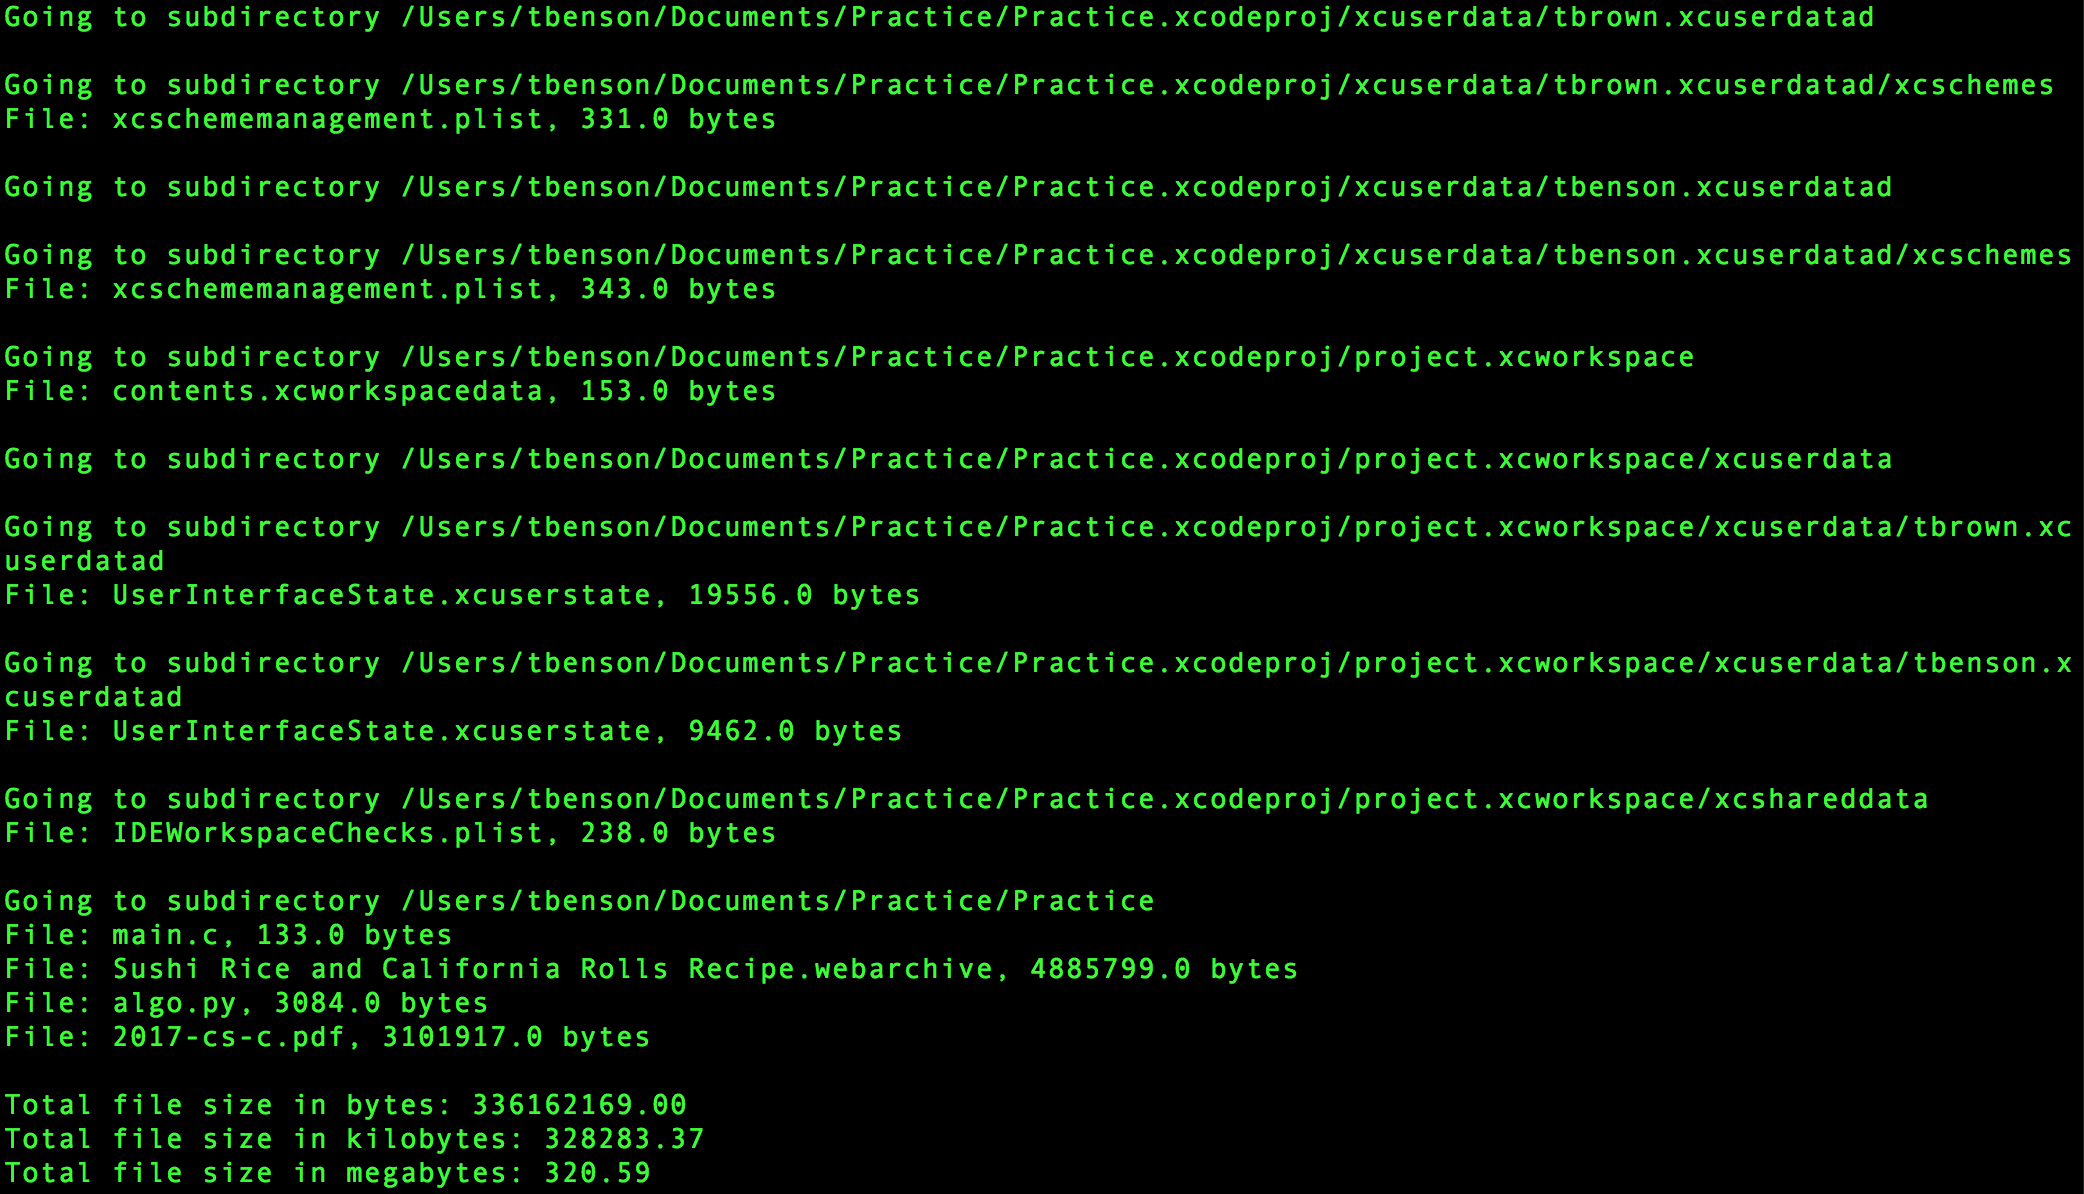 Going to subdirectory /Users/tbenson/Documents/Practice/Practice.xcodeproj/xcuserdata/tbrown.xcuserdatad
Going to subdirectory /Users/tbenson/Documents/Practice/Practice.xcodeproj/xcuserdata/tbrown.xcuserdatad/xcschemes
File: xcschememanagement.plist, 331.0 bytes
Going to subdirectory /Users/tbenson/Documents/Practice/Practice.xcodeproj/xcuserdata/tbenson.xcuserdatad
Going to subdirectory /Users/tbenson/Documents/Practice/Practice.xcodeproj/xcuserdata/tbenson.xcuserdatad/xcschemes
File: xcschememanagement.plist, 343.0 bytes
Going to subdirectory /Users/tbenson/Documents/Practice/Practice.xcodeproj/project.xcworkspace
File: contents.xcworkspacedata, 153.0 bytes
Going to subdirectory /Users/tbenson/Documents/Practice/Practice.xcodeproj/project.xcworkspace/xcuserdata
Going to subdirectory /Users/tbenson/Documents/Practice/Practice.xcodeproj/project.xcworkspace/xcuserdata/tbrown.xc
userdatad
File: UserInterfaceState.xcuserstate, 19556.0 bytes
Going to subdirectory /Users/tbenson/Documents/Practice/Practice.xcodeproj/project.xcworkspace/xcuserdata/tbenson.x
cuserdatad
File: UserInterfaceState.xcuserstate, 9462.0 bytes
Going to subdirectory /Users/tbenson/Documents/Practice/Practice.xcodeproj/project.xcworkspace/xcshareddata
File: IDEWorkspaceChecks.plist, 238.0 bytes
Going to subdirectory /Users/tbenson/Documents/Practice/Practice
File: main.c, 133.0 bytes
File: Sushi Rice and California Rolls Recipe.webarchive, 4885799.0 bytes
File: algo.py, 3084.0 bytes
File: 2017-cs-c.pdf, 3101917.0 bytes
Total file size in bytes: 336162169.00
Total file size in kilobytes: 328283.37
Total file size in megabytes: 320.59